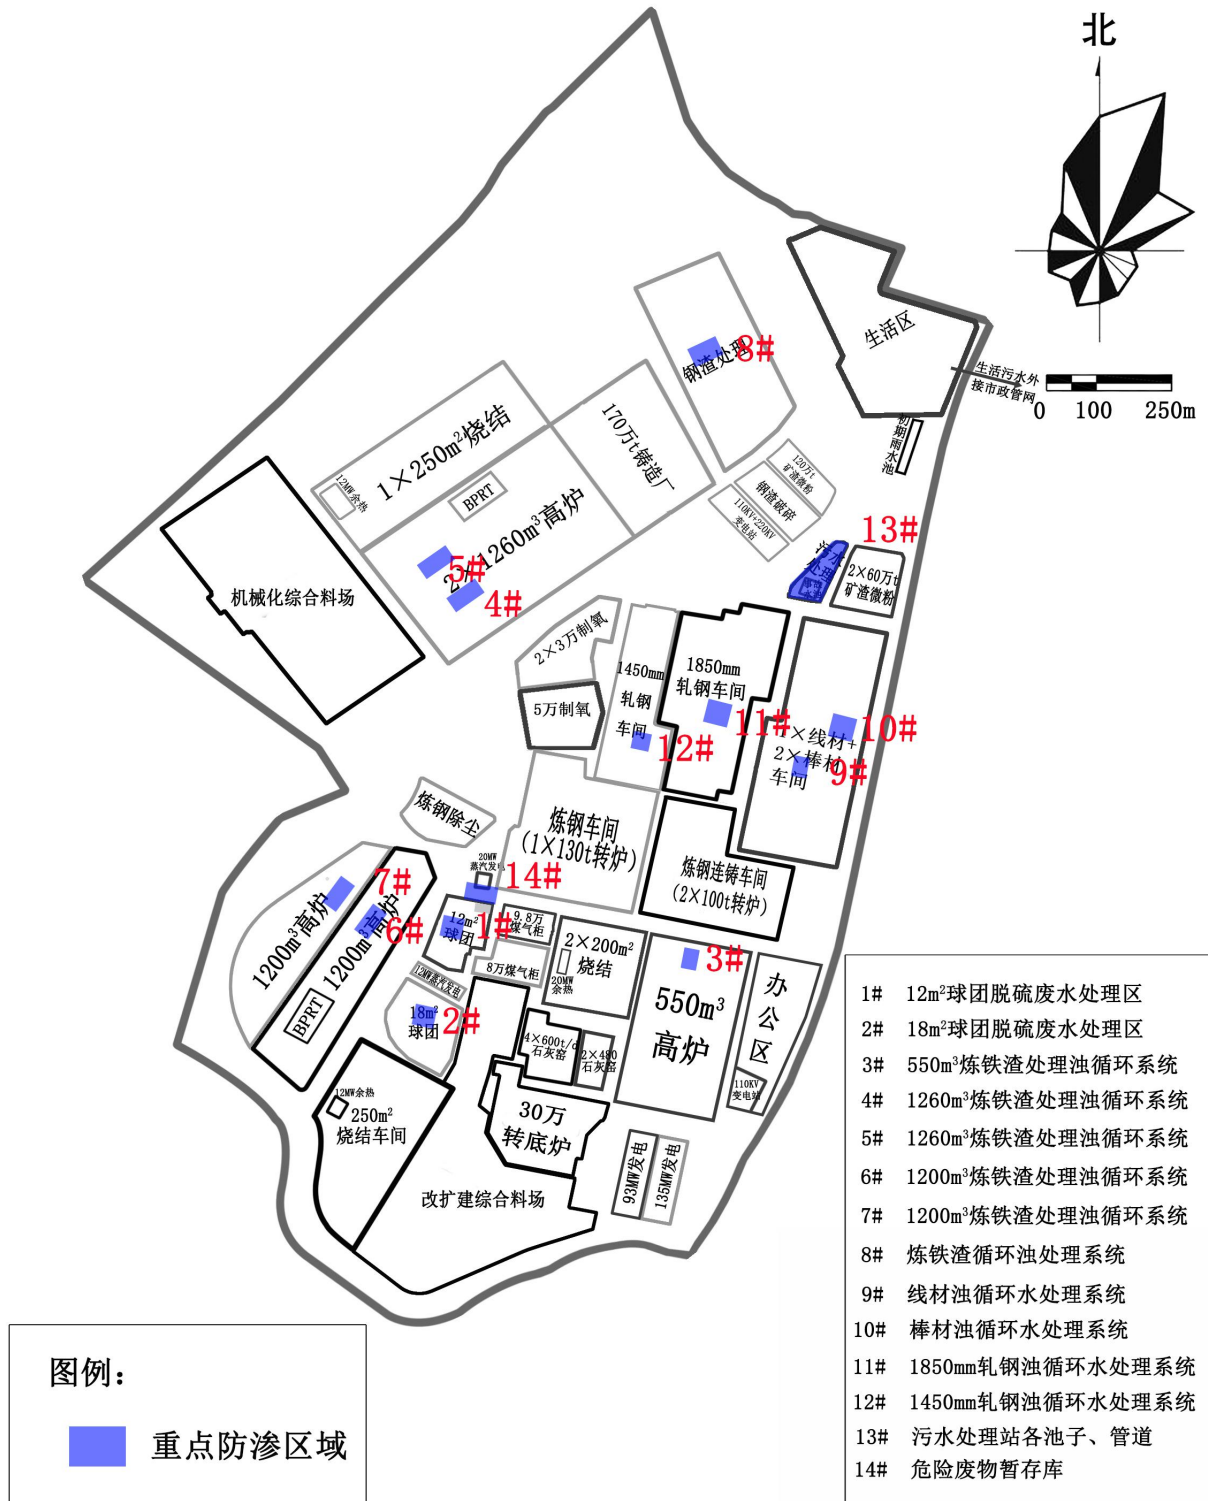 北
生活区
生活污水外
接市政管网
0 100 250m
初期雨水池
钢渣处理
8#
170万t铸造厂
1×250m²烧结
12MW余热
BPRT
2×1260m³高炉
5#
4#
机械化综合料场
120万t
矿渣微粉
钢渣破碎
110KV+220KV
变电站
13#
污水
处理
2×60万t
矿渣微粉
2×3万制氧
5万制氧
1450mm
轧钢
车间
12#
1850mm
轧钢车间
11#
1×线材+
2×棒材
车间
10#
9#
炼钢除尘
炼钢车间
(1×130t转炉)
炼钢连铸车间
(2×100t转炉)
20MW
蒸汽发电
14#
1200m³高炉
7#
1200m³高炉
6#
BPRT
12m²
球团
1#
9.8万
煤气柜
8万煤气柜
12MW蒸汽发电
18m²
球团
2#
2×200m²
烧结
20MW
余热
550m³
高炉
3#
办公区
110KV
变电站
4×600t/d
石灰窑
2×480
石灰窑
30万
转底炉
12MW余热
250m²
烧结车间
改扩建综合料场
93MW发电
135MW发电
1# 12m²球团脱硫废水处理区
2# 18m²球团脱硫废水处理区
3# 550m³炼铁渣处理浊循环系统
4# 1260m³炼铁渣处理浊循环系统
5# 1260m³炼铁渣处理浊循环系统
6# 1200m³炼铁渣处理浊循环系统
7# 1200m³炼铁渣处理浊循环系统
8# 炼铁渣循环浊处理系统
9# 线材浊循环水处理系统
10# 棒材浊循环水处理系统
11# 1850mm轧钢浊循环水处理系统
12# 1450mm轧钢浊循环水处理系统
13# 污水处理站各池子、管道
14# 危险废物暂存库
图例：
重点防渗区域